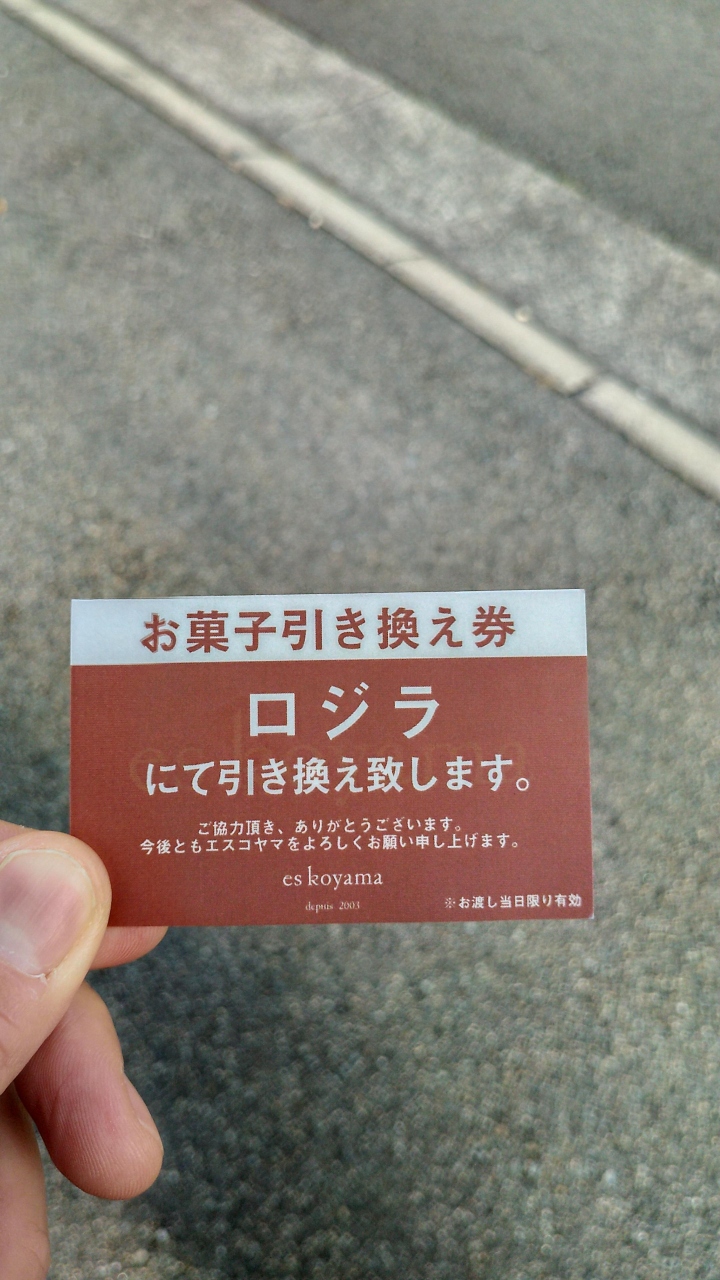 お菓子引き換え券
ロジラ
にて引き換え致します。
ご協力頂き、ありがとうございます。
今後ともエスコヤマをよろしくお願い申し上げます。
es koyama
depuis 2003
※お渡し当日限り有効